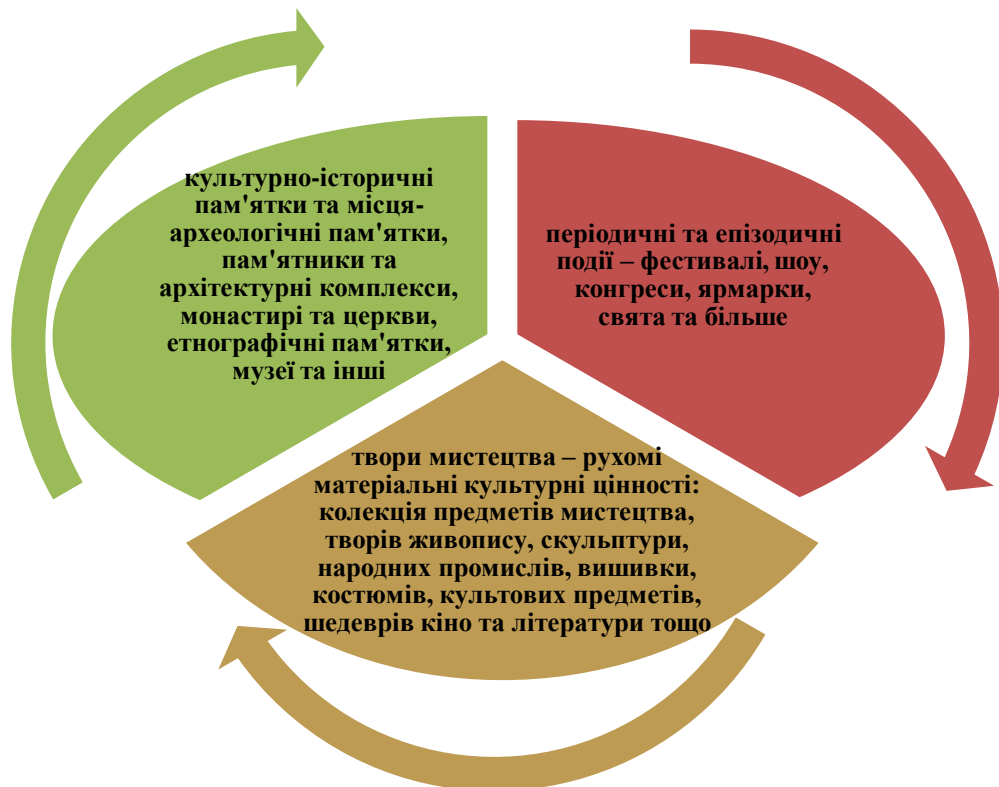 культурно-історичні
пам'ятки та місця-
археологічні пам'ятки,
пам'ятники та
архітектурні комплекси,
монастирі та церкви,
етнографічні пам'ятки,
музеї та інші
періодичні та епізодичні
події – фестивалі, шоу,
конгреси, ярмарки,
свята та більше
твори мистецтва – рухомі
матеріальні культурні цінності:
колекція предметів мистецтва,
творів живопису, скульптури,
народних промислів, вишивки,
костюмів, культових предметів,
шедеврів кіно та літератури тощо